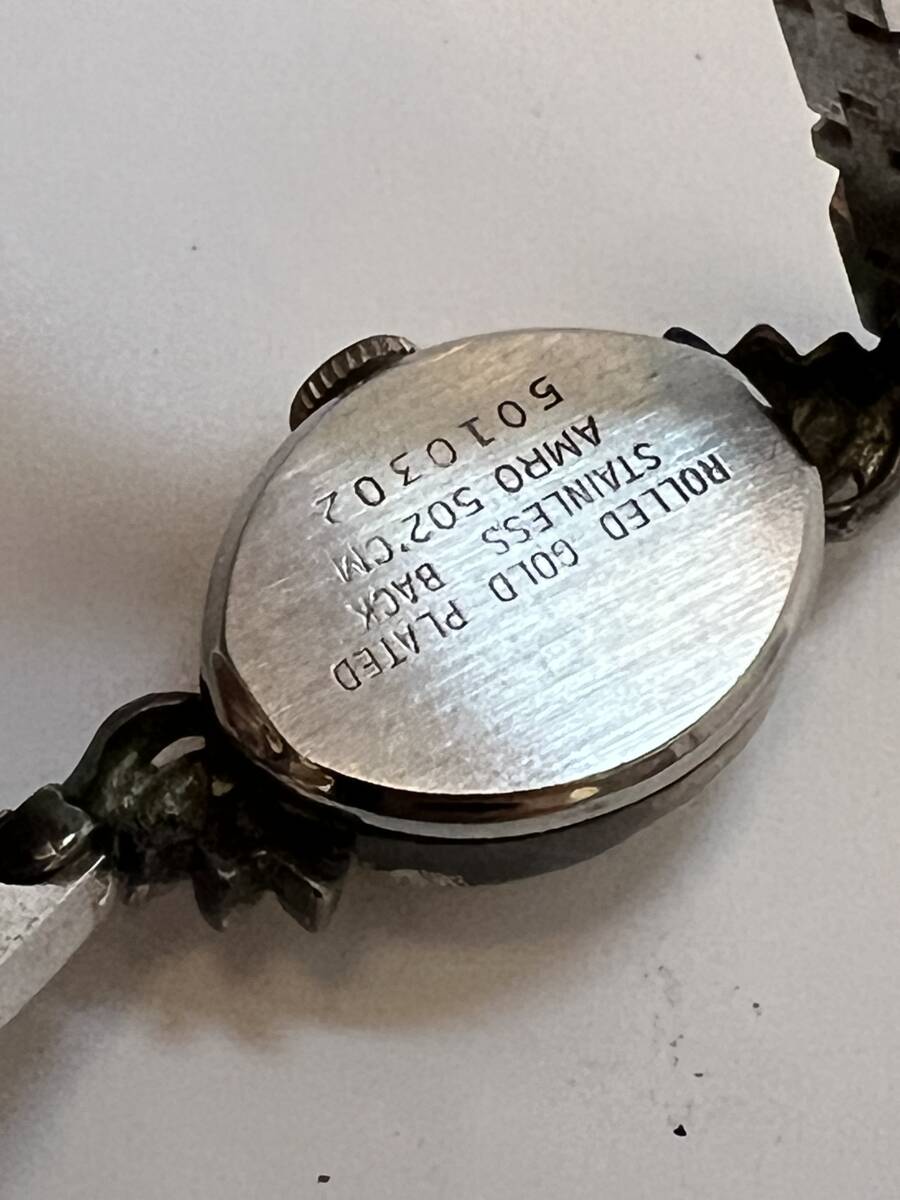 ROLLED GOLD PLATED
STAINLESS BACK
AMRO 502'CM
5010302